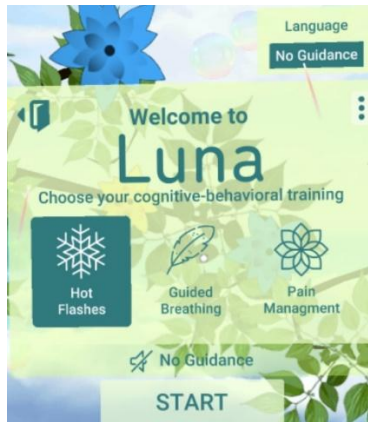 Language
No Guidance
Welcome to
Luna
Choose your cognitive-behavioral training
Hot
Flashes
Guided
Breathing
Pain
Managment
No Guidance
START